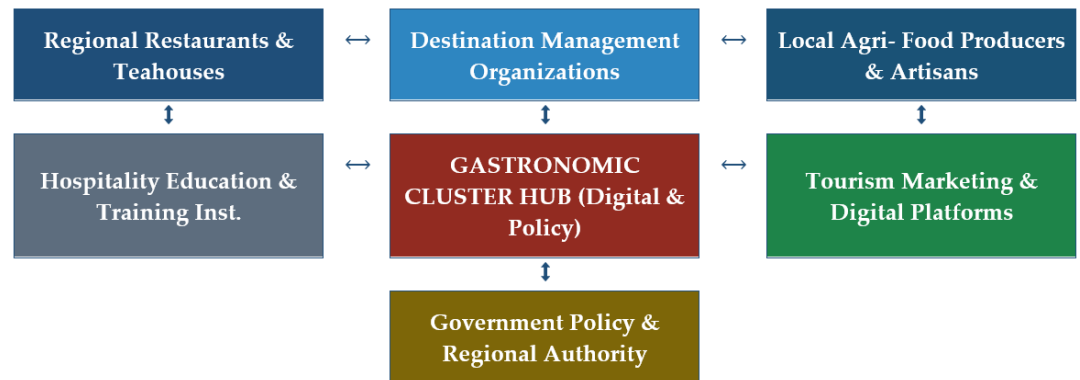 Regional Restaurants &
Teahouses
Destination Management
Organizations
Local Agri- Food Producers
& Artisans
Hospitality Education &
Training Inst.
GASTRONOMIC
CLUSTER HUB (Digital &
Policy)
Tourism Marketing &
Digital Platforms
Government Policy &
Regional Authority